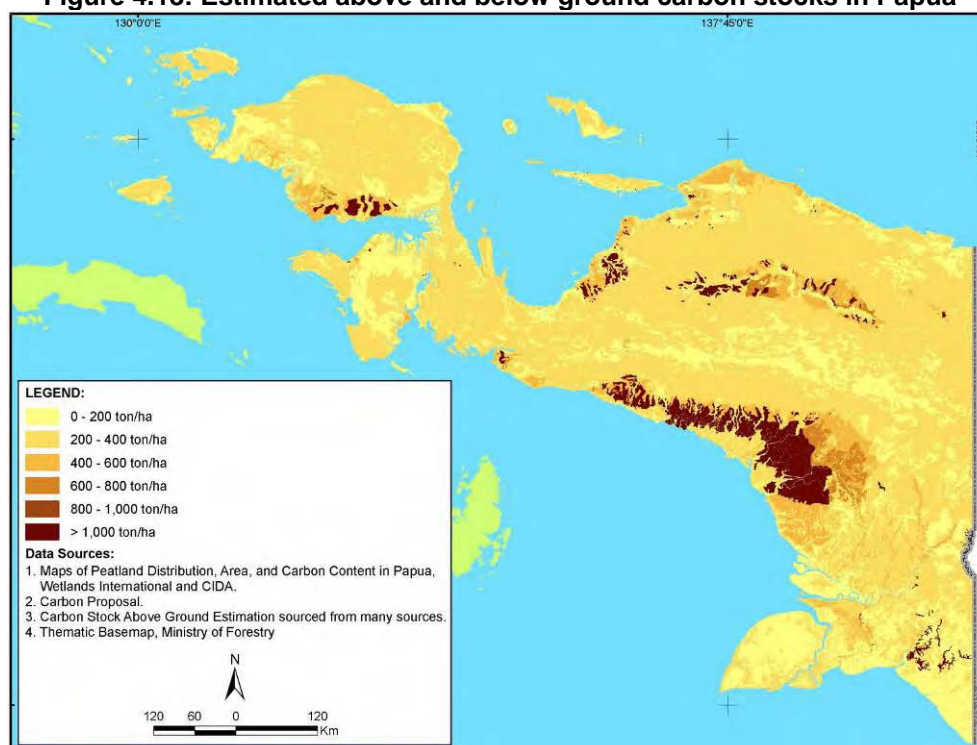 Figure 4.18: Estimated above and below ground carbon stocks in Papua
130°0'0"E 137°45'0"E
LEGEND:
0 - 200 ton/ha
200 - 400 ton/ha
400 - 600 ton/ha
600 - 800 ton/ha
800 - 1,000 ton/ha
> 1,000 ton/ha
Data Sources:
1. Maps of Peatland Distribution, Area, and Carbon Content in Papua,
Wetlands International and CIDA.
2. Carbon Proposal.
3. Carbon Stock Above Ground Estimation sourced from many sources.
4. Thematic Basemap, Ministry of Forestry
N
120 60 0 120
Km